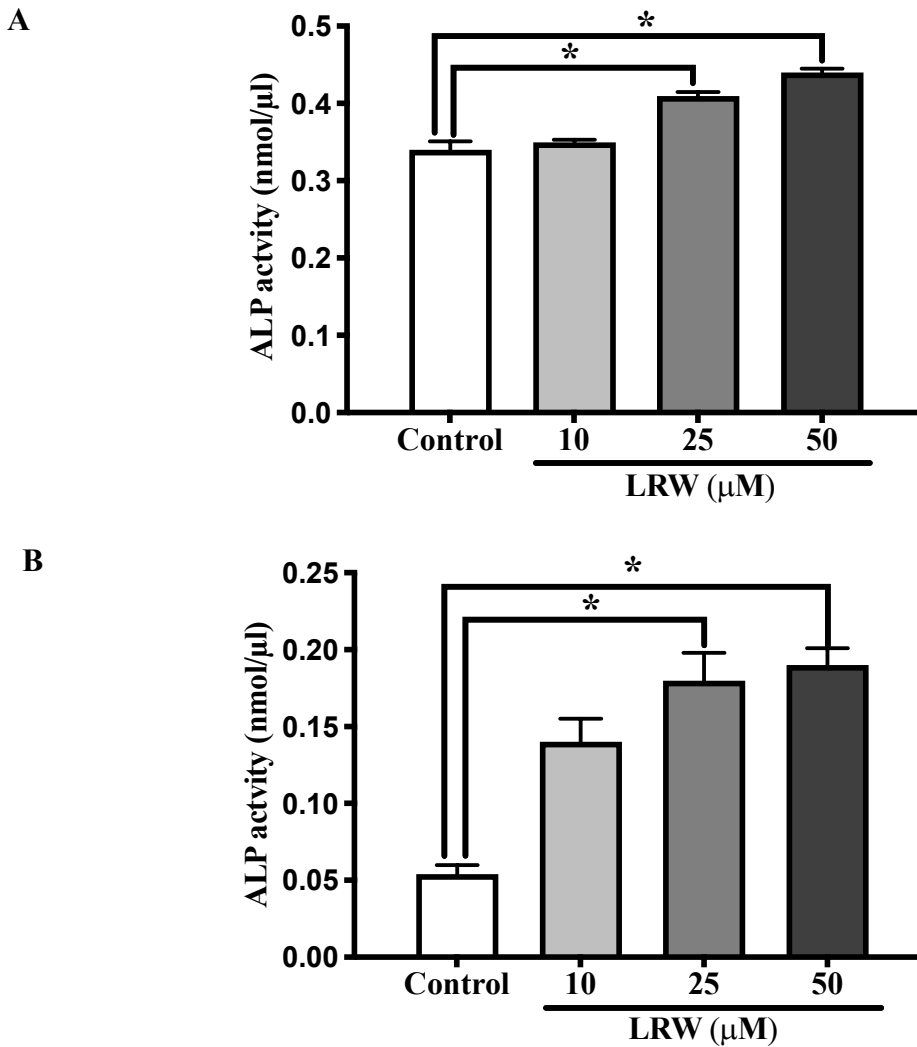 A
ALP actvity (nmol/μl)
0.5
0.4
0.3
0.2
0.1
0.0
*
*
Control 10 25 50
LRW (μM)
B
ALP actvity (nmol/μl)
0.25
0.20
0.15
0.10
0.05
0.00
*
*
Control 10 25 50
LRW (μM)